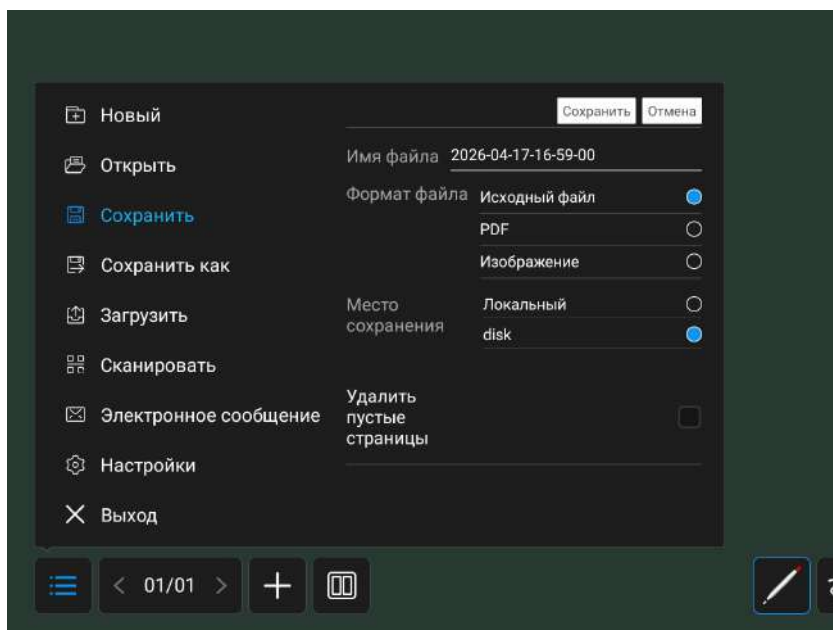 Новый
Открыть
Сохранить
Сохранить как
Загрузить
Сканировать
Электронное сообщение
Настройки
Выход
Сохранить Отмена
Имя файла 2026-04-17-16-59-00
Формат файла Исходный файл
PDF
Изображение
Место
сохранения
Локальный
disk
Удалить
пустые
страницы
01/01